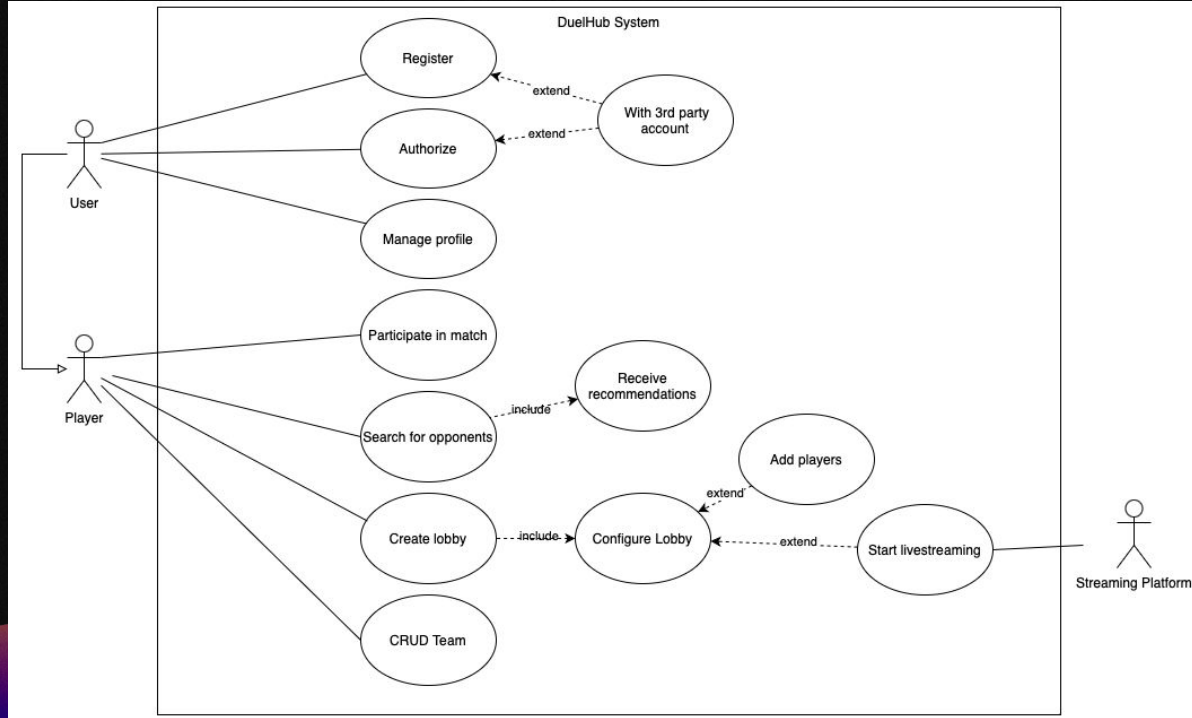 DuelHub System
Register
extend
With 3rd party
account
extend
Authorize
User
Manage profile
Participate in match
Receive
recommendations
include
Player
Search for opponents
Add players
extend
Create lobby
include
Configure Lobby
extend
Start livestreaming
Streaming Platform
CRUD Team